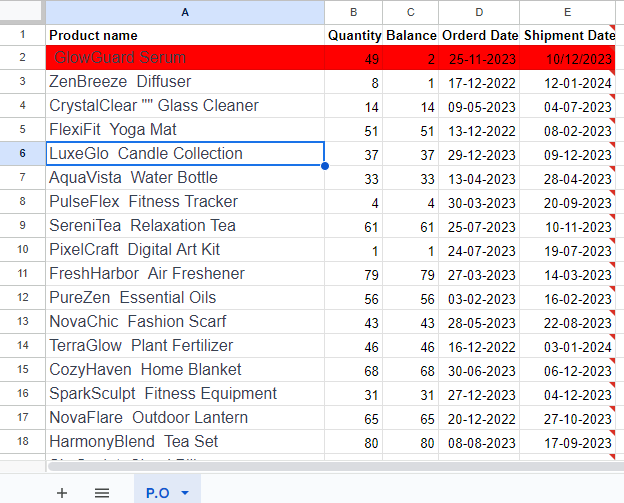 A B C D E
1 Product name Quantity Balance Orderd Date Shipment Date
2 GlowGuard Serum 49 2 25-11-2023 10/12/2023
3 ZenBreeze Diffuser 8 1 17-12-2022 12-01-2024
4 CrystalClear "" Glass Cleaner 14 14 09-05-2023 04-07-2023
5 FlexiFit Yoga Mat 51 51 13-12-2022 08-02-2023
6 LuxeGlo Candle Collection 37 37 29-12-2023 09-12-2023
7 AquaVista Water Bottle 33 33 13-04-2023 28-04-2023
8 PulseFlex Fitness Tracker 4 4 30-03-2023 20-09-2023
9 SereniTea Relaxation Tea 61 61 25-07-2023 10-11-2023
10 PixelCraft Digital Art Kit 1 1 24-07-2023 19-07-2023
11 FreshHarbor Air Freshener 79 79 27-03-2023 14-03-2023
12 PureZen Essential Oils 56 56 03-02-2023 16-02-2023
13 NovaChic Fashion Scarf 43 43 28-05-2023 22-08-2023
14 TerraGlow Plant Fertilizer 46 46 16-12-2022 03-01-2024
15 CozyHaven Home Blanket 68 68 30-06-2023 06-12-2023
16 SparkSculpt Fitness Equipment 31 31 27-12-2023 04-12-2023
17 NovaFlare Outdoor Lantern 65 65 20-12-2022 27-10-2023
18 HarmonyBlend Tea Set 80 80 08-08-2023 17-09-2023
P.O